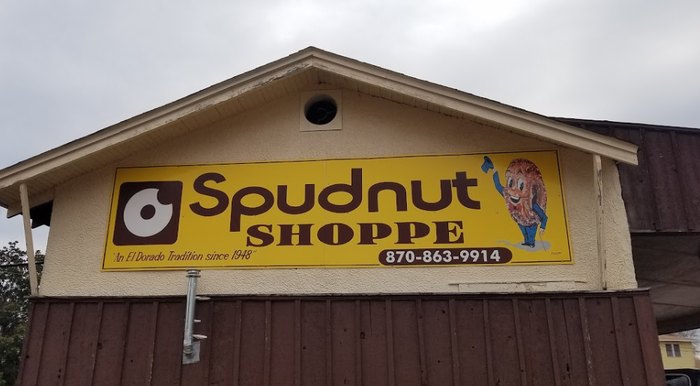 Spudnut
SHOPPE
"An El Dorado Tradition since 1948"
870-863-9914